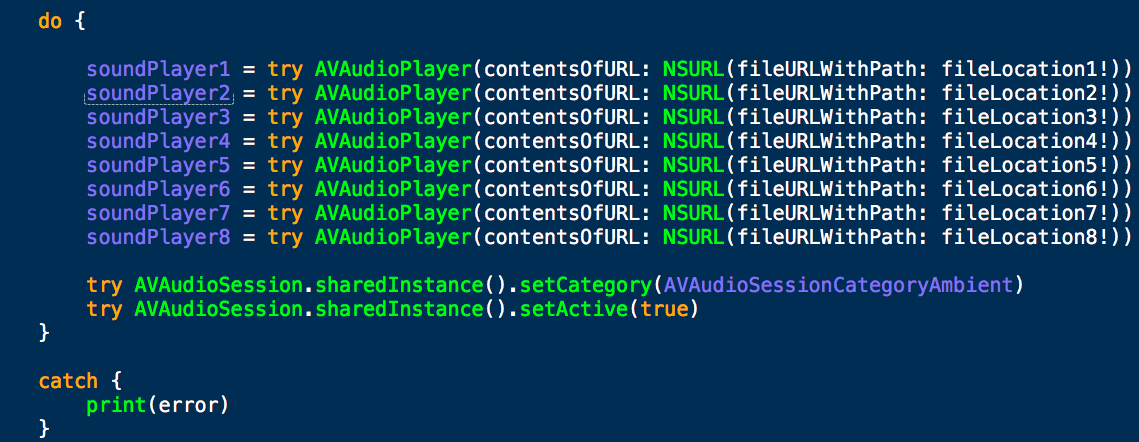 do {
soundPlayer1 = try AVAudioPlayer(contentsOfURL: NSURL(fileURLWithPath: fileLocation1!))
soundPlayer2 = try AVAudioPlayer(contentsOfURL: NSURL(fileURLWithPath: fileLocation2!))
soundPlayer3 = try AVAudioPlayer(contentsOfURL: NSURL(fileURLWithPath: fileLocation3!))
soundPlayer4 = try AVAudioPlayer(contentsOfURL: NSURL(fileURLWithPath: fileLocation4!))
soundPlayer5 = try AVAudioPlayer(contentsOfURL: NSURL(fileURLWithPath: fileLocation5!))
soundPlayer6 = try AVAudioPlayer(contentsOfURL: NSURL(fileURLWithPath: fileLocation6!))
soundPlayer7 = try AVAudioPlayer(contentsOfURL: NSURL(fileURLWithPath: fileLocation7!))
soundPlayer8 = try AVAudioPlayer(contentsOfURL: NSURL(fileURLWithPath: fileLocation8!))
try AVAudioSession.sharedInstance().setCategory(AVAudioSessionCategoryAmbient)
try AVAudioSession.sharedInstance().setActive(true)
}
catch {
print(error)
}